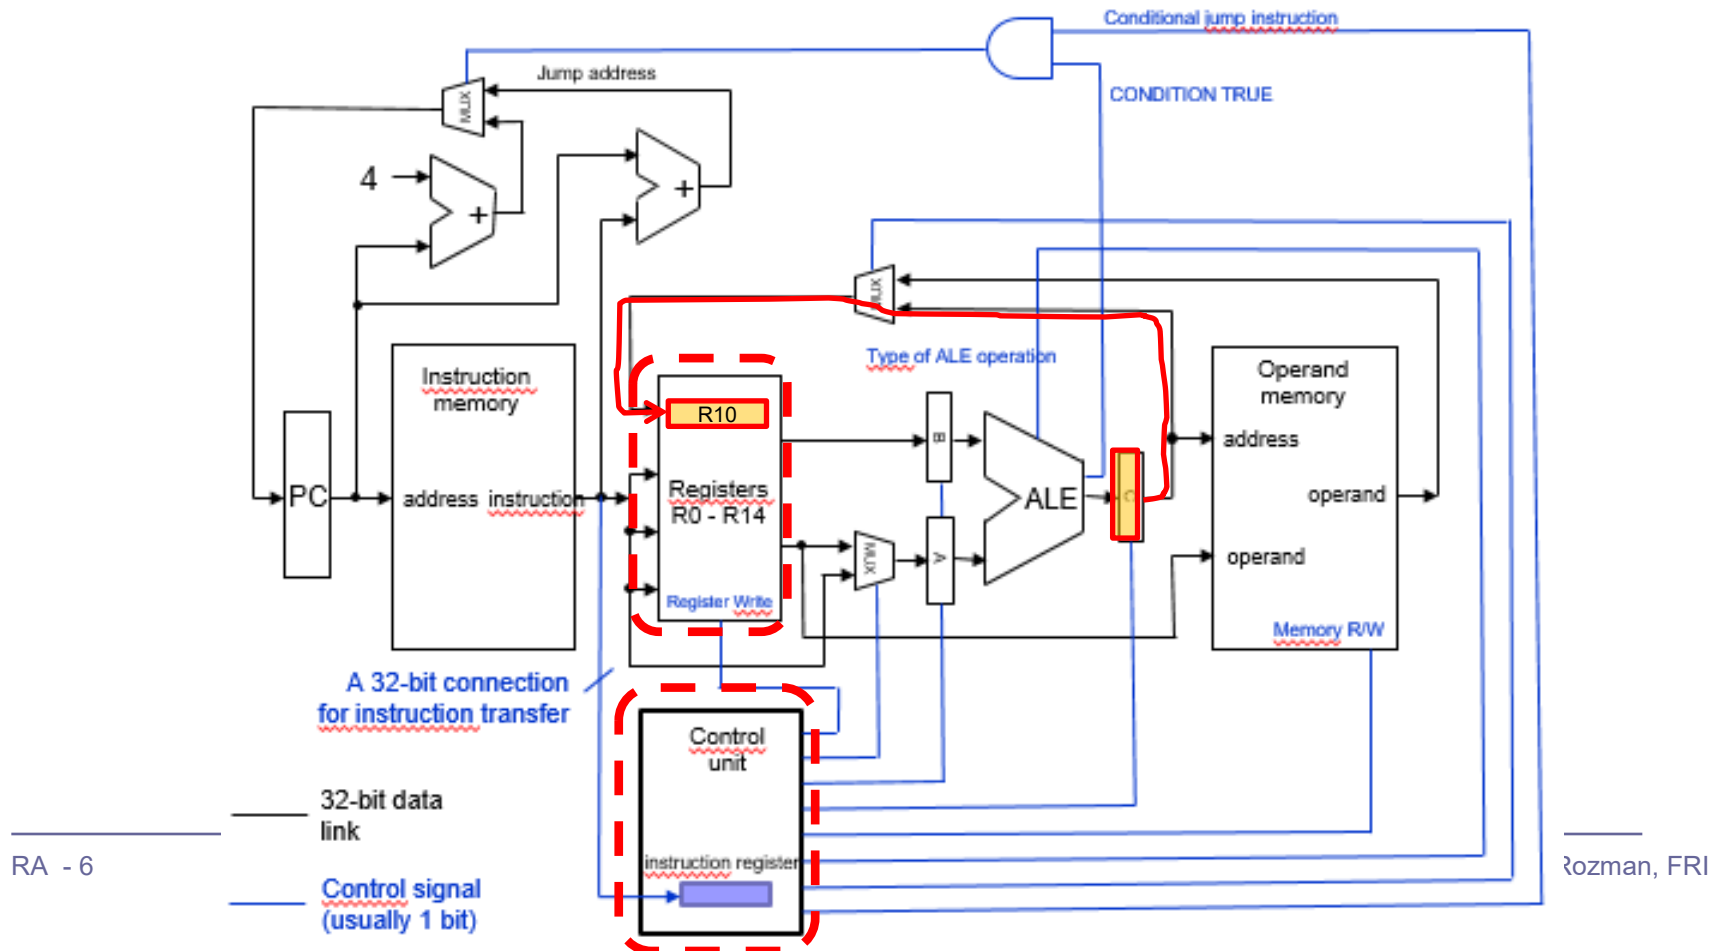 Conditional jump instruction
Jump address
MUX
CONDITION TRUE
4
+
+
MUX
Type of ALE operation
Instruction
memory
Operand
memory
R10
B
address
PC
address instruction
Registers
R0 - R14
ALE
C
operand
MUX
A
operand
Register Write
Memory R/W
A 32-bit connection
for instruction transfer
Control
unit
32-bit data
link
instruction register
RA - 6
Rozman, FRI
Control signal
(usually 1 bit)